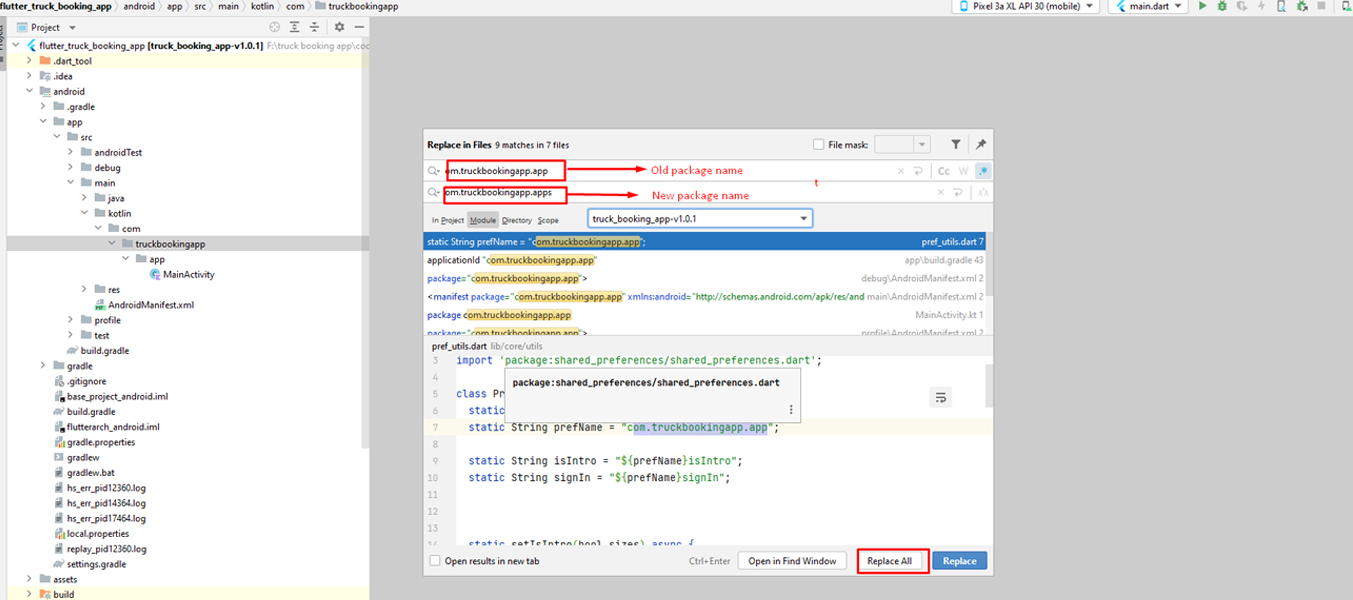 flutter_truck_booking_app › android › app › src › main › kotlin › com › truckbookingapp
Pixel 3a XL API 30 (mobile)
main.dart
Project
flutter_truck_booking_app [truck_booking_app-v1.0.1] F:\truck booking app\coc
.dart_tool
.idea
android
.gradle
app
src
androidTest
debug
main
java
kotlin
com
truckbookingapp
app
MainActivity
res
AndroidManifest.xml
profile
test
build.gradle
gradle
.gitignore
base_project_android.iml
build.gradle
flutterarch_android.iml
gradle.properties
gradlew
gradlew.bat
hs_err_pid12360.log
hs_err_pid14364.log
hs_err_pid17464.log
local.properties
replay_pid12360.log
settings.gradle
assets
build
Replace in Files 9 matches in 7 files
File mask:
om.truckbookingapp.app
Old package name
Cc W .*
t
om.truckbookingapp.apps
New package name
In Project Module Directory Scope truck_booking_app-v1.0.1
static String prefName = "com.truckbookingapp.app"; pref_utils.dart 7
applicationId "com.truckbookingapp.app" app\build.gradle 43
package="com.truckbookingapp.app"> debug\AndroidManifest.xml 2
<manifest package="com.truckbookingapp.app" xmlns:android="http://schemas.android.com/apk/res/and main\AndroidManifest.xml 2
package com.truckbookingapp.app MainActivity.kt 1
package="com.truckbookingapp.app"> profile\AndroidManifest.xml 2
pref_utils.dart lib/core/utils
3 import 'package:shared_preferences/shared_preferences.dart';
4
package:shared_preferences/shared_preferences.dart
5 class Pr
6 static
7 static String prefName = "com.truckbookingapp.app";
8
9 static String isIntro = "${prefName}isIntro";
10 static String signIn = "${prefName}signIn";
11
12
13
14 static setIsIntro(bool sizes) async {
Open results in new tab
Ctrl+Enter
Open in Find Window
Replace All
Replace